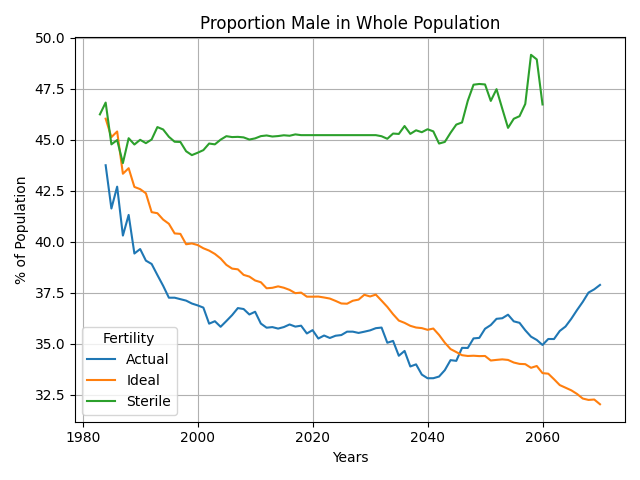 Proportion Male in Whole Population
% of Population
50.0
47.5
45.0
42.5
40.0
37.5
35.0
32.5
Fertility
Actual
Ideal
Sterile
1980
2000
2020
2040
2060
Years